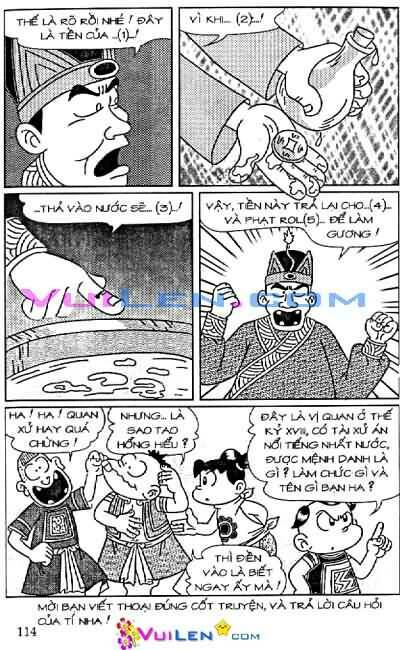 THẾ LÀ RÕ RỒI NHÉ ! ĐÂY
LÀ TIỀN CỦA ...(1)...!
VÌ KHI... (2)...!
...THẢ VÀO NƯỚC SẼ... (3)...!
VẬY, TIỀN NÀY TRẢ LẠI CHO...(4)...
VÀ PHẠT ROI...(5)... ĐỂ LÀM
GƯƠNG !
VuiLen.com
HA ! HA ! QUAN
XỬ HAY QUÁ
CHỪNG !
NHƯNG... LÀ
SAO TAO
HỔNG HIỂU ?
ĐÂY LÀ VỊ QUAN Ở THẾ
KỶ XVIII, CÓ TÀI XỬ ÁN
NỔI TIẾNG NHẤT NƯỚC,
ĐƯỢC MỆNH DANH LÀ
GÌ ? LÀM CHỨC GÌ VÀ
TÊN GÌ BẠN HA ?
THÌ ĐIỀN
VÀO LÀ BIẾT
NGAY ẤY MÀ !
MỜI BẠN VIẾT THOẠI ĐÚNG CỐT TRUYỆN, VÀ TRẢ LỜI CÂU HỎI
CỦA TÍ NHA !
114
VuiLen.com